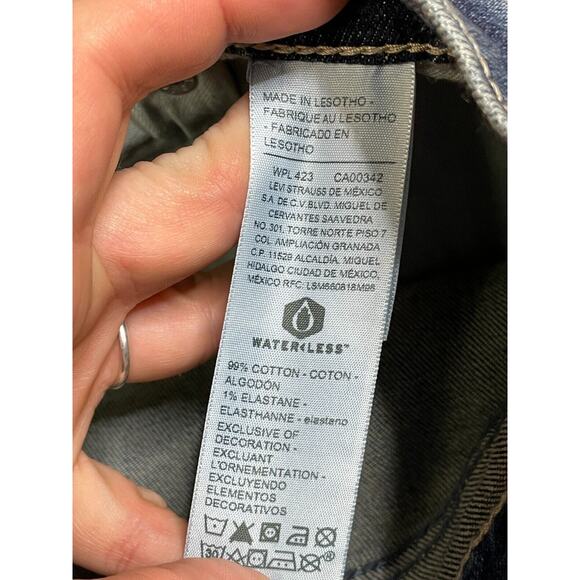 MADE IN LESOTHO -
FABRIQUE AU LESOTHO
- FABRICADO EN
LESOTHO
WPL 423 CA00342
LEVI STRAUSS DE MÉXICO
S.A. DE C.V.BLVD. MIGUEL DE
CERVANTES SAAVEDRA
NO.301. TORRE NORTE PISO 7
COL. AMPLIACIÓN GRANADA
C.P. 11529 ALCALDÍA. MIGUEL
HIDALGO CIUDAD DE MÉXICO,
MÉXICO RFC: LSM660818M96
WATER<LESS™
99% COTTON - COTON -
ALGODÓN
1% ELASTANE -
ELASTHANNE - elastano
EXCLUSIVE OF
DECORATION -
EXCLUANT
L'ORNEMENTATION -
EXCLUYENDO
ELEMENTOS
DECORATIVOS
30